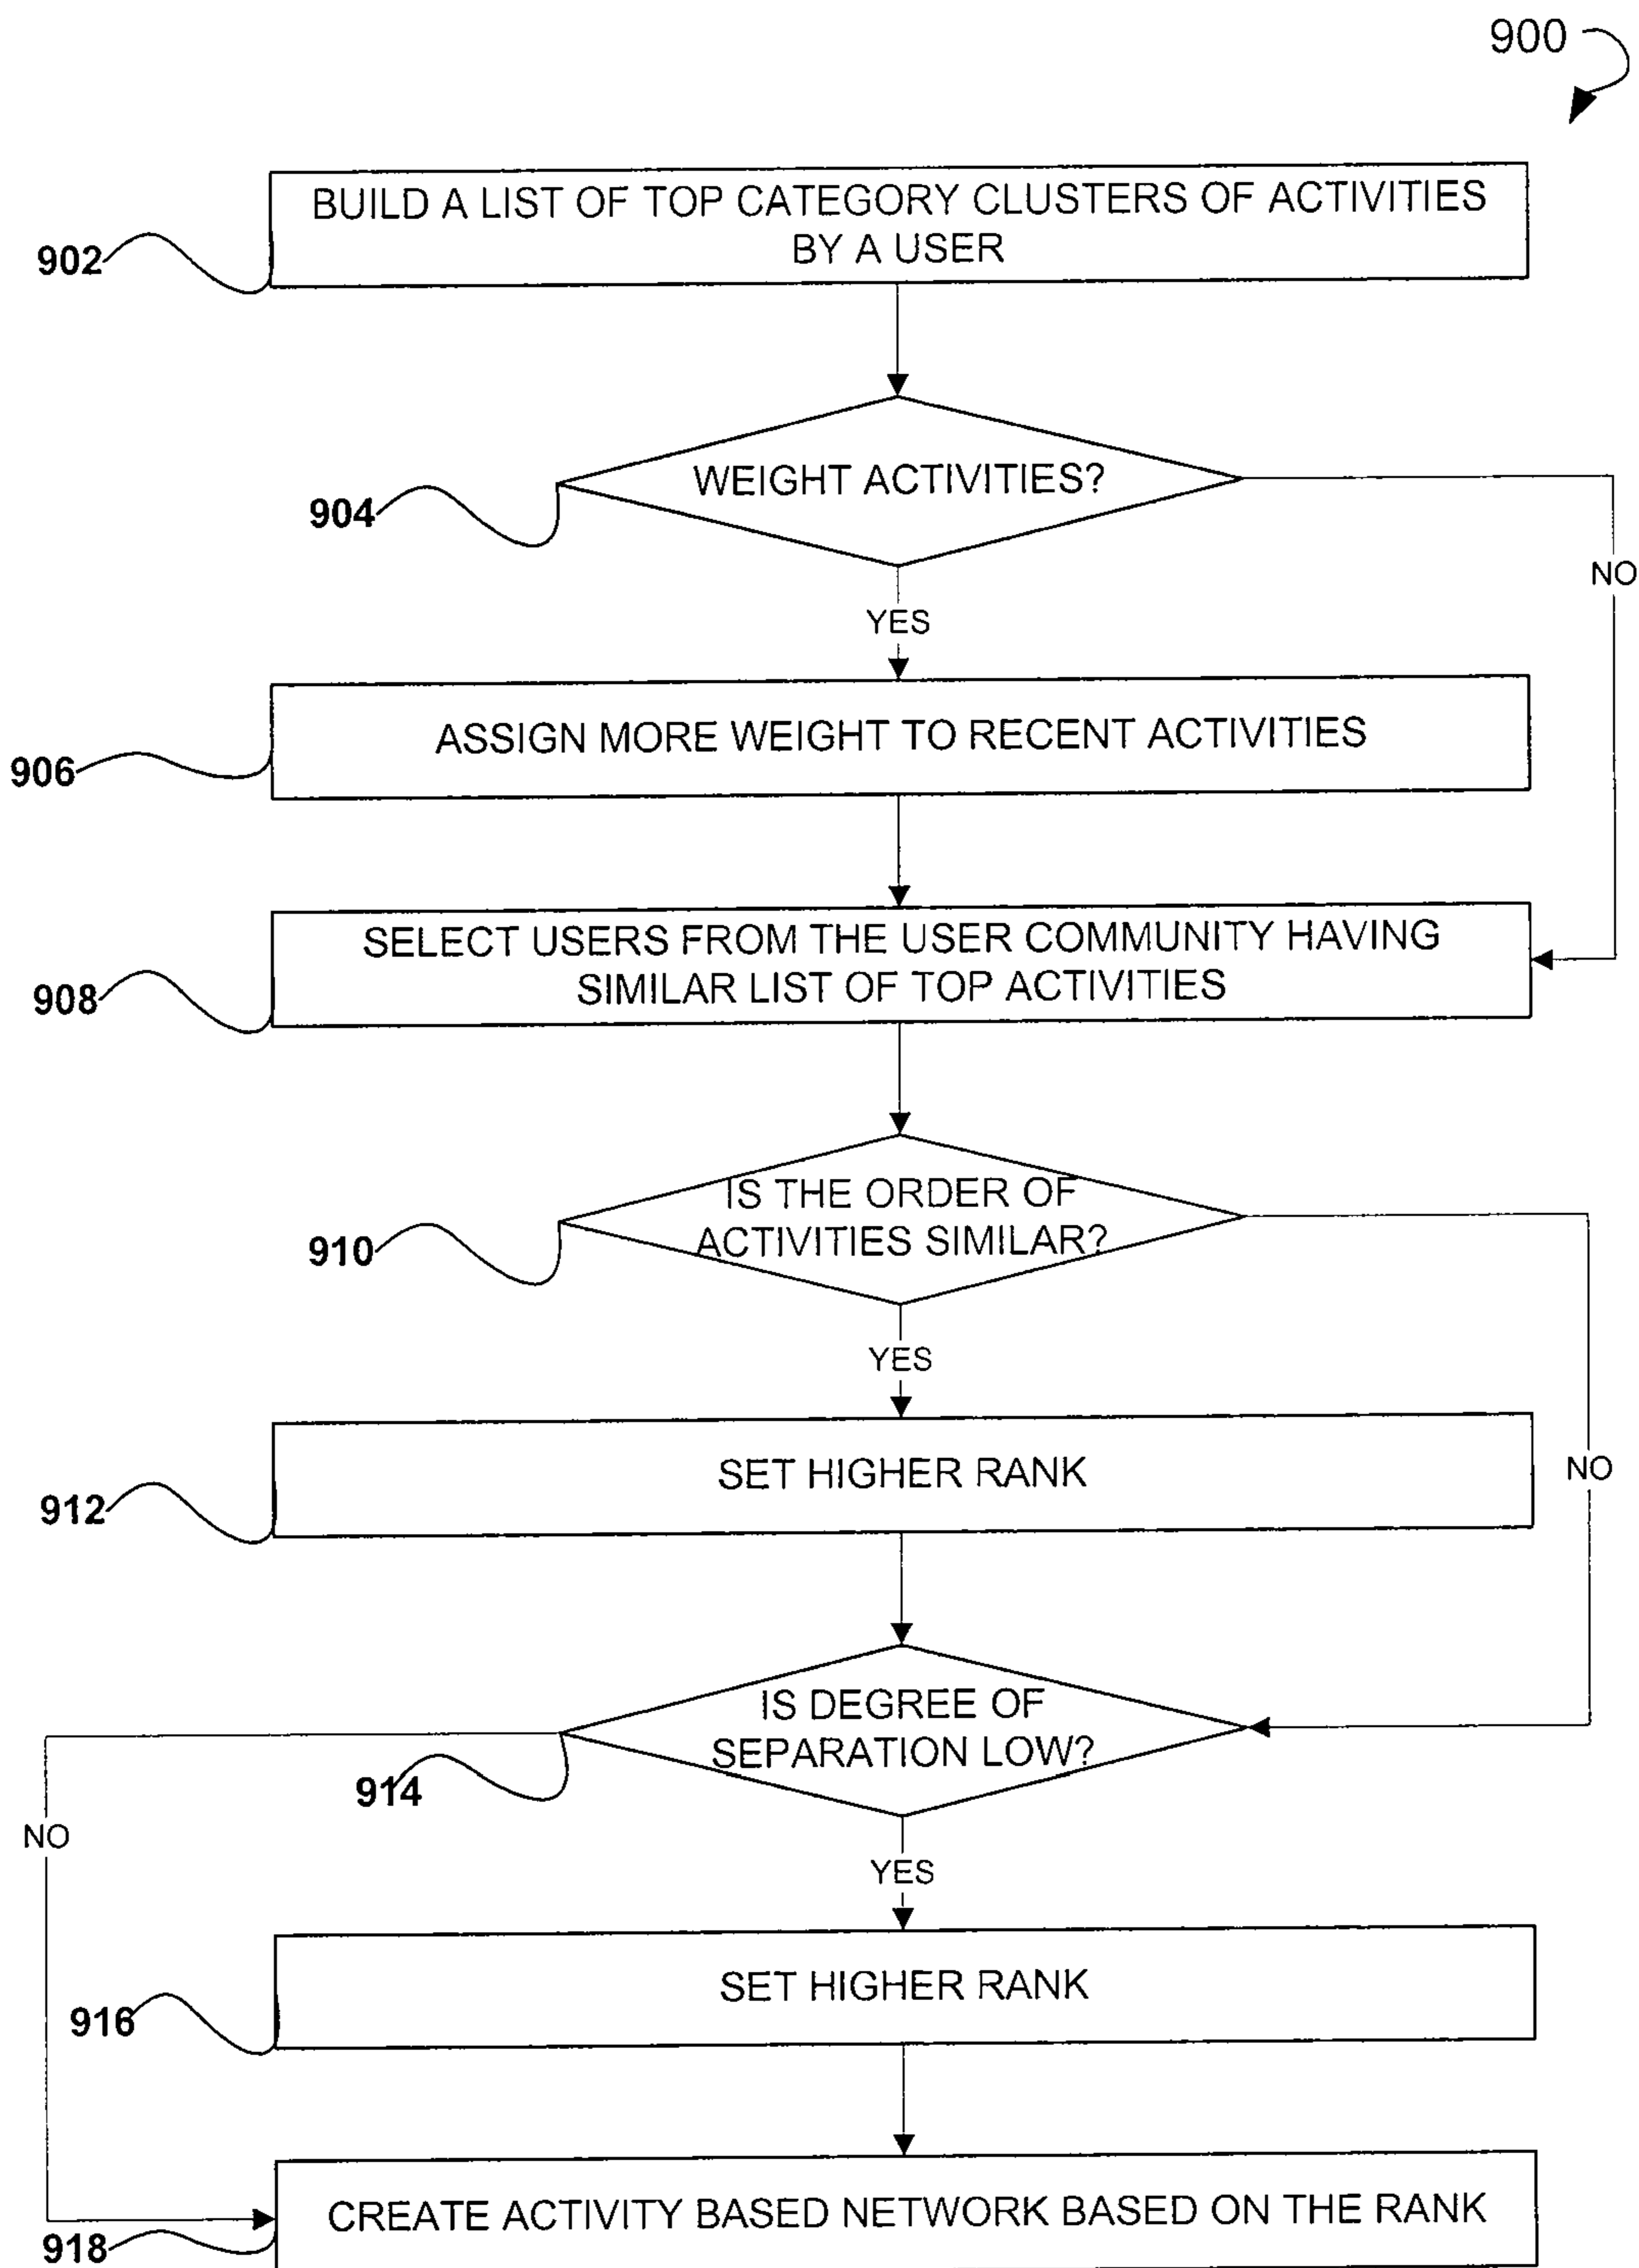 900
BUILD A LIST OF TOP CATEGORY CLUSTERS OF ACTIVITIES
BY A USER
902
WEIGHT ACTIVITIES?
904
NO
YES
ASSIGN MORE WEIGHT TO RECENT ACTIVITIES
906
SELECT USERS FROM THE USER COMMUNITY HAVING
SIMILAR LIST OF TOP ACTIVITIES
908
IS THE ORDER OF
ACTIVITIES SIMILAR?
910
YES
SET HIGHER RANK
NO
912
IS DEGREE OF
SEPARATION LOW?
914
NO
YES
SET HIGHER RANK
916
CREATE ACTIVITY BASED NETWORK BASED ON THE RANK
918